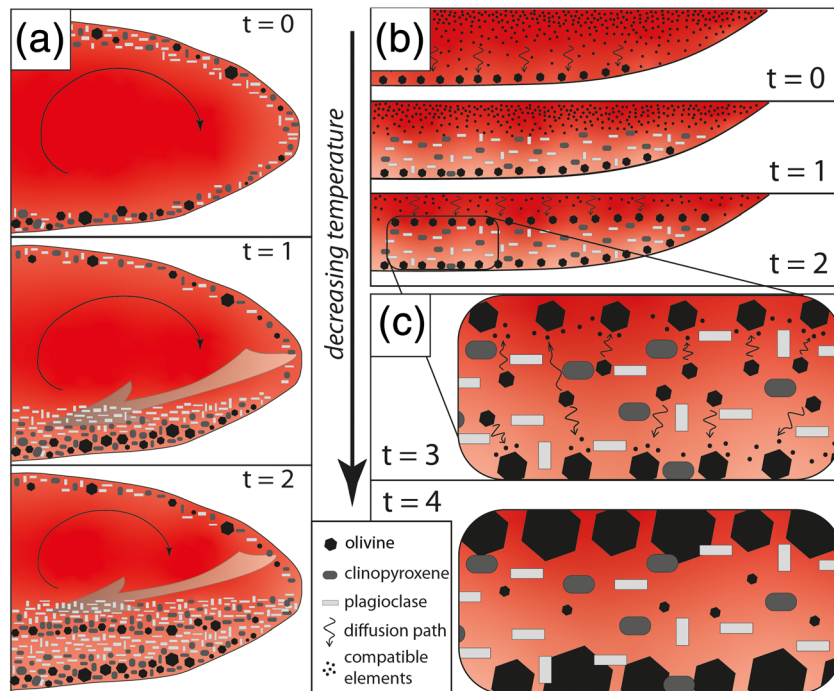 (a)
t = 0
t = 1
t = 2
decreasing temperature
(b)
t = 0
t = 1
t = 2
(c)
t = 3
t = 4
olivine
clinopyroxene
plagioclase
diffusion path
compatible
elements